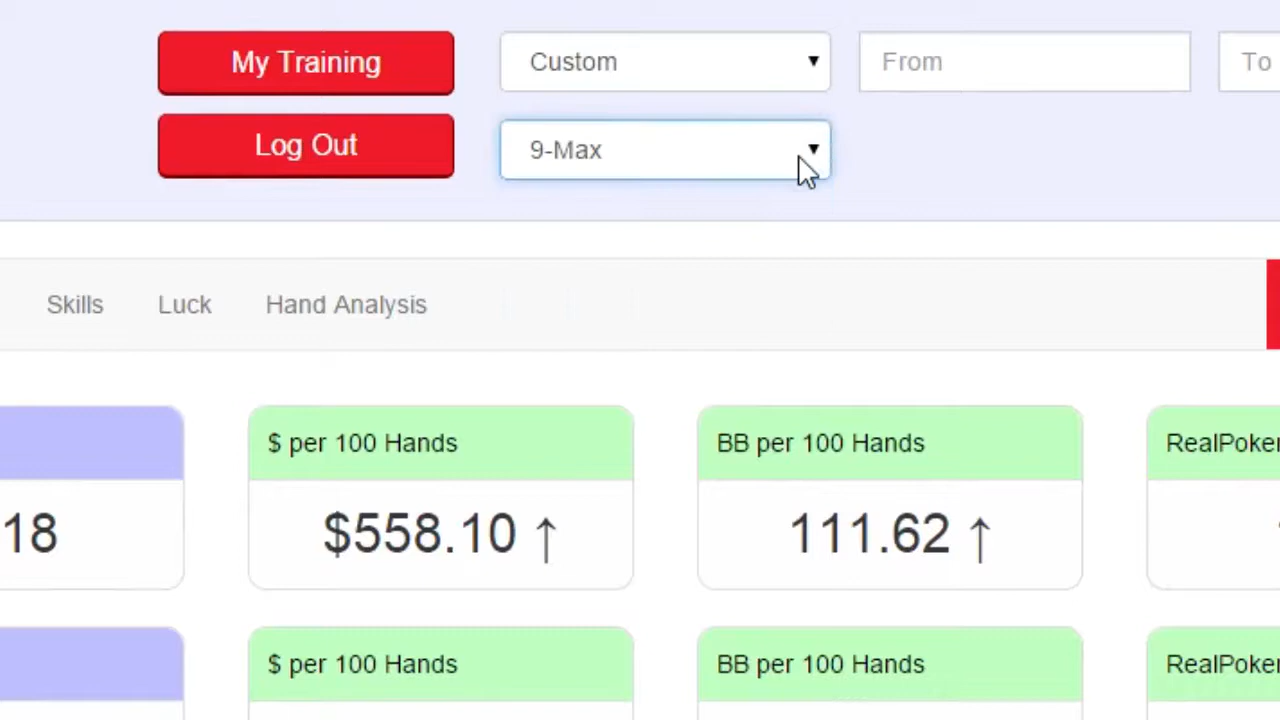 My Training
Custom
From
To
Log Out
9-Max
Skills
Luck
Hand Analysis
$ per 100 Hands
BB per 100 Hands
RealPoker
18
$558.10 ↑
111.62 ↑
$ per 100 Hands
BB per 100 Hands
RealPoker